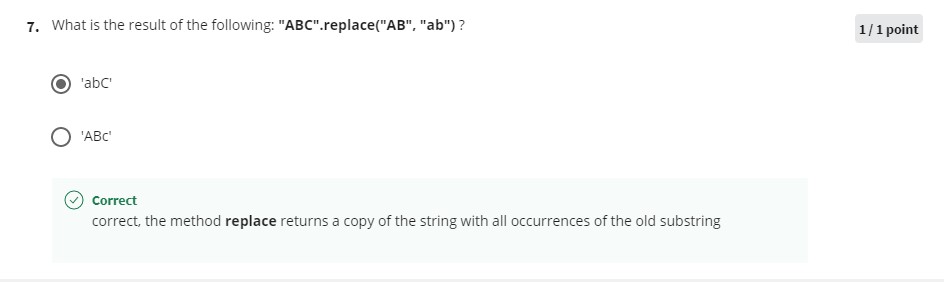 7. What is the result of the following: "ABC".replace("AB", "ab") ?
1 / 1 point
'abC'
'ABc'
Correct
correct, the method replace returns a copy of the string with all occurrences of the old substring